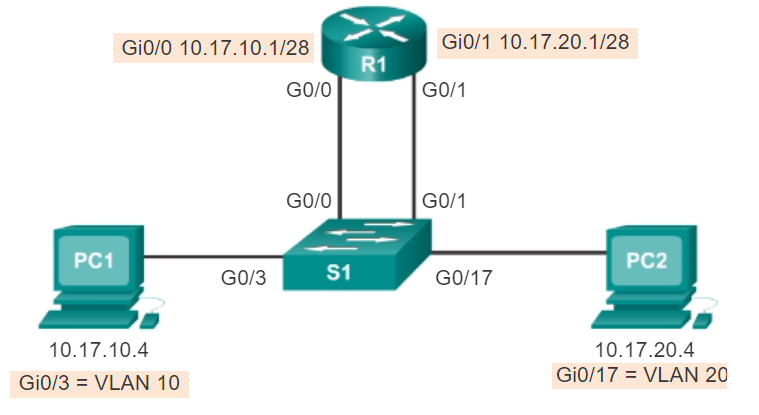 Gi0/0 10.17.10.1/28
Gi0/1 10.17.20.1/28
R1
G0/0
G0/1
G0/0
G0/1
PC1
G0/3
S1
G0/17
PC2
10.17.10.4
10.17.20.4
Gi0/3 = VLAN 10
Gi0/17 = VLAN 20